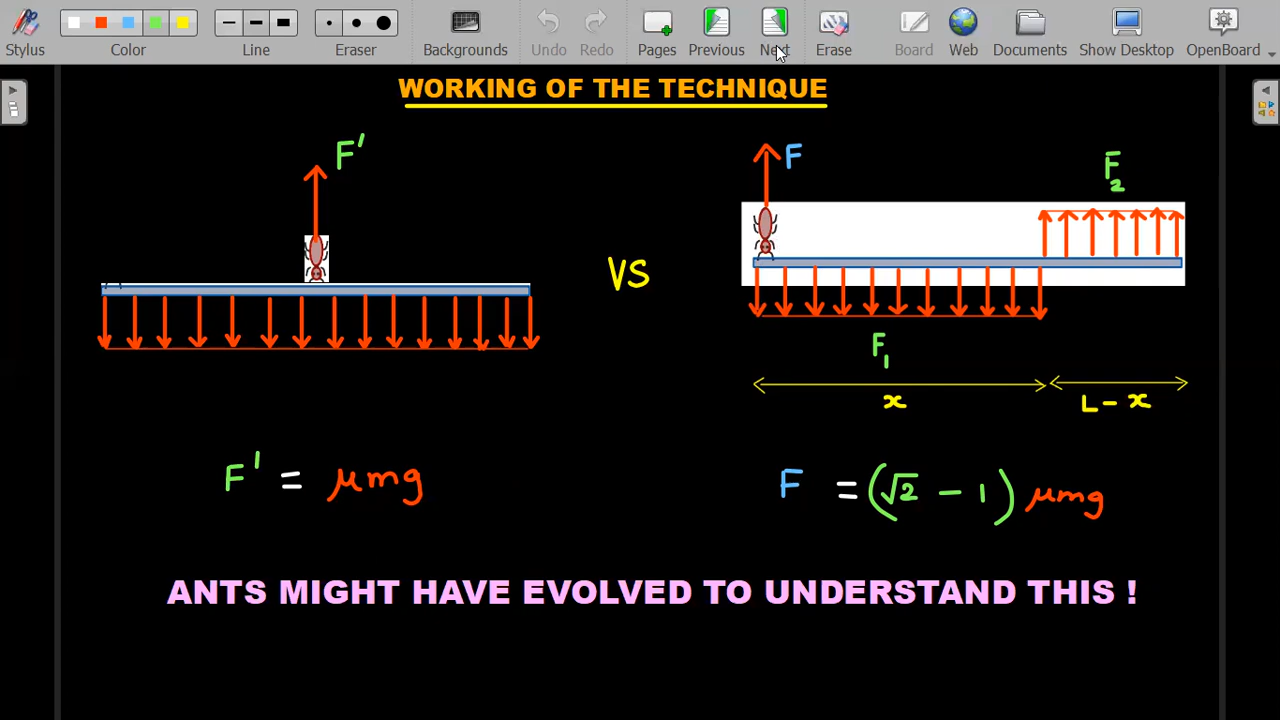 Stylus Color Line Eraser Backgrounds Undo Redo Pages Previous Next Erase Board Web Documents Show Desktop OpenBoard
WORKING OF THE TECHNIQUE
F'
F
F₂
VS
F₁
x
L - x
F' = μmg
F = (√2 - 1) μmg
ANTS MIGHT HAVE EVOLVED TO UNDERSTAND THIS !